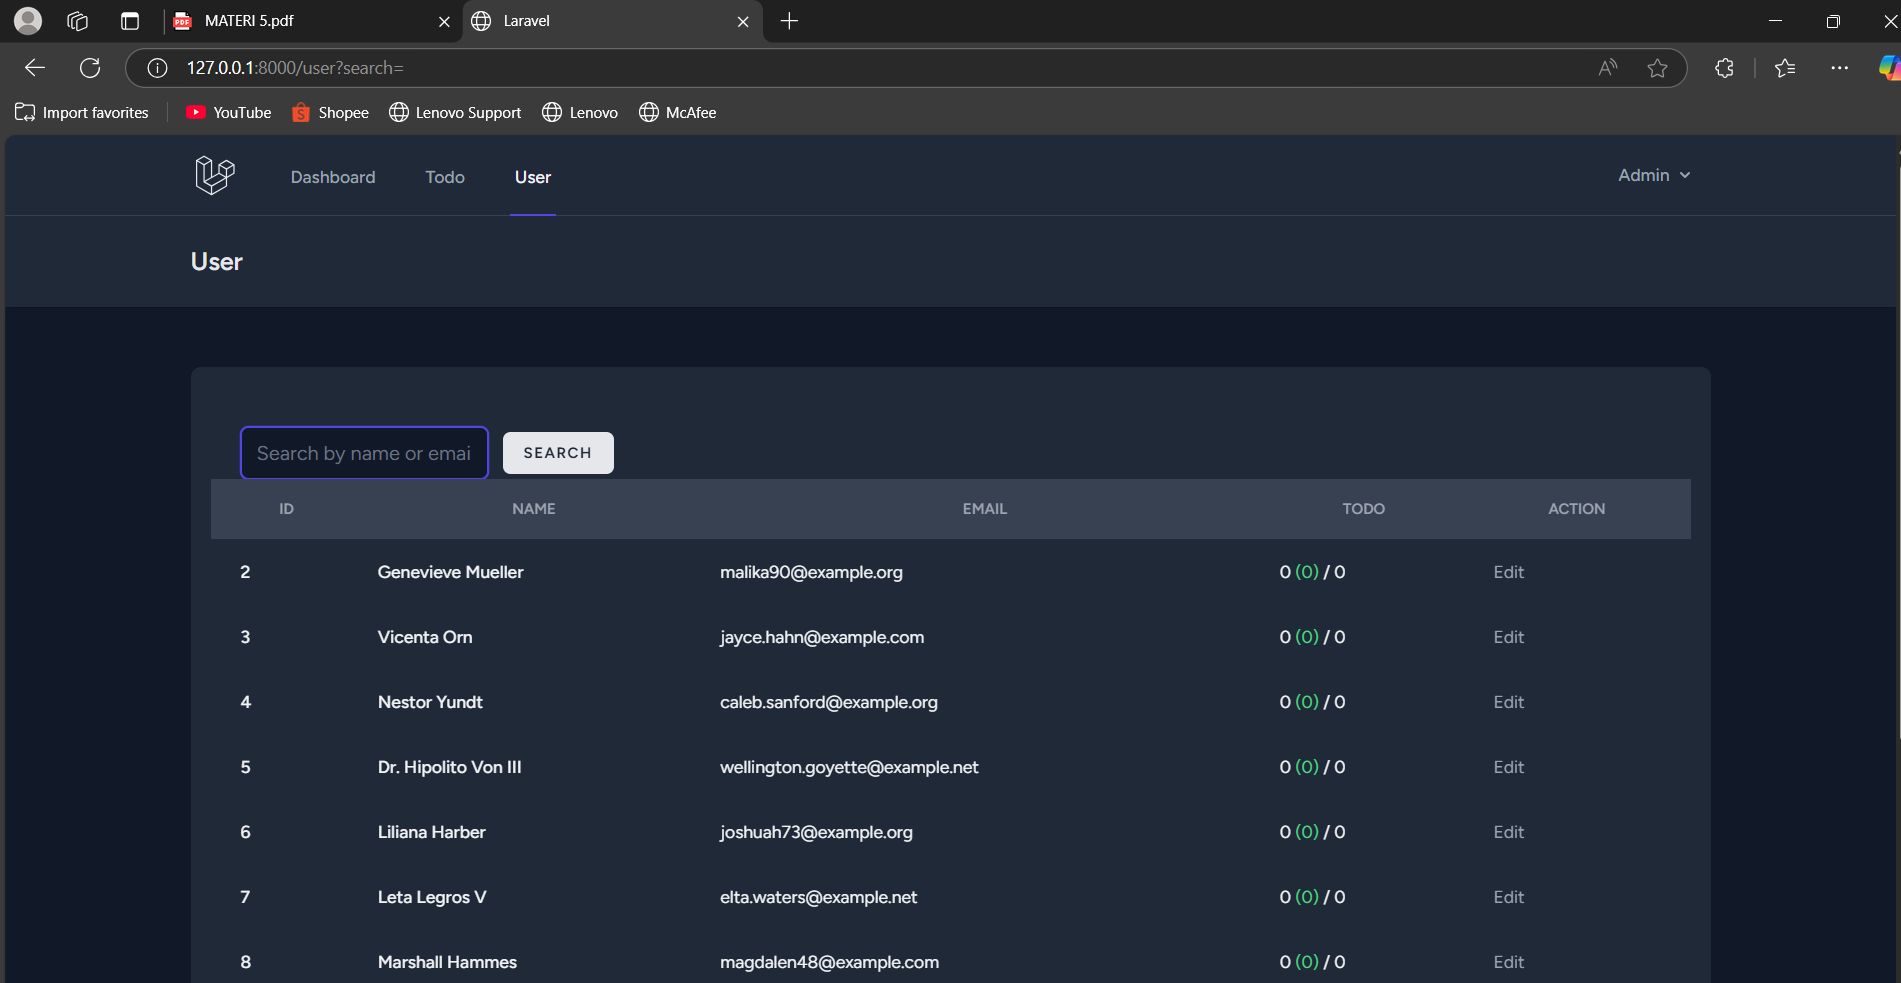 MATERI 5.pdf
Laravel
127.0.0.1:8000/user?search=
Import favorites
YouTube
Shopee
Lenovo Support
Lenovo
McAfee
Dashboard
Todo
User
Admin
User
Search by name or emai
SEARCH
ID NAME EMAIL TODO ACTION
2 Genevieve Mueller malika90@example.org 0 (0) / 0 Edit
3 Vicenta Orn jayce.hahn@example.com 0 (0) / 0 Edit
4 Nestor Yundt caleb.sanford@example.org 0 (0) / 0 Edit
5 Dr. Hipolito Von III wellington.goyette@example.net 0 (0) / 0 Edit
6 Liliana Harber joshuah73@example.org 0 (0) / 0 Edit
7 Leta Legros V elta.waters@example.net 0 (0) / 0 Edit
8 Marshall Hammes magdalen48@example.com 0 (0) / 0 Edit